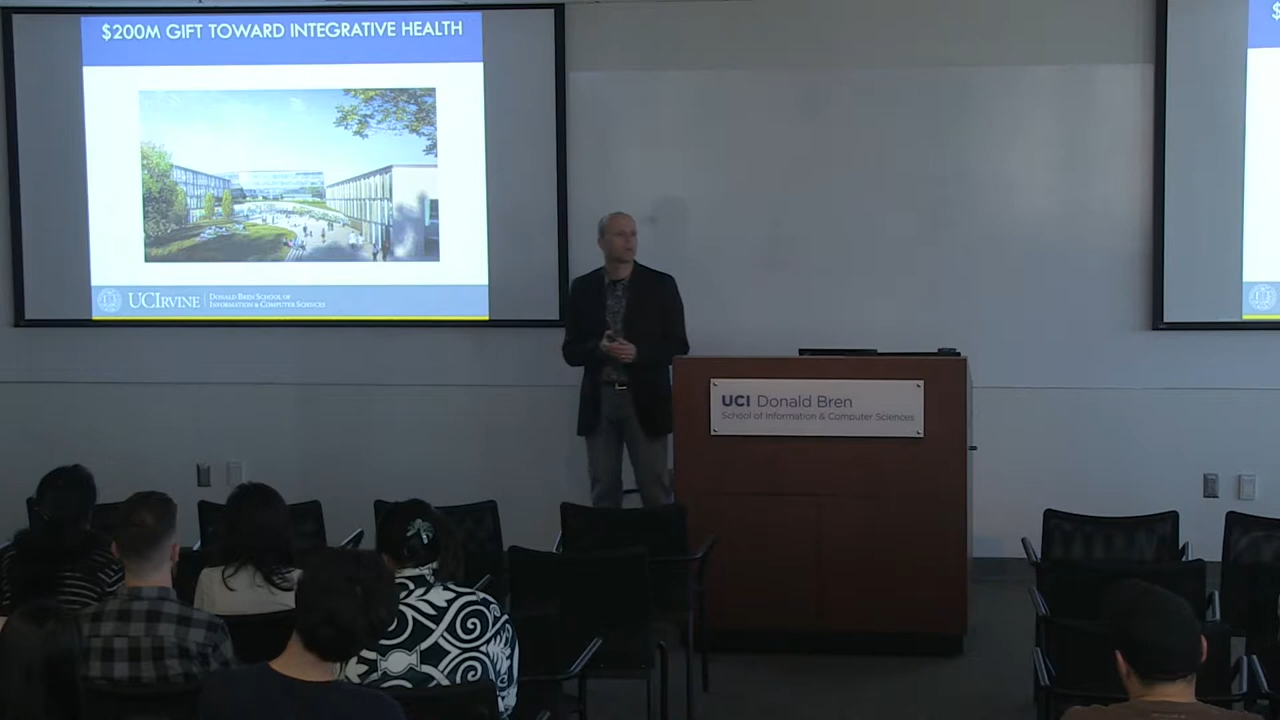 $200M GIFT TOWARD INTEGRATIVE HEALTH
UCIRVINE
DONALD BREN SCHOOL OF
INFORMATION & COMPUTER SCIENCES
UCI Donald Bren
School of Information & Computer Sciences
$